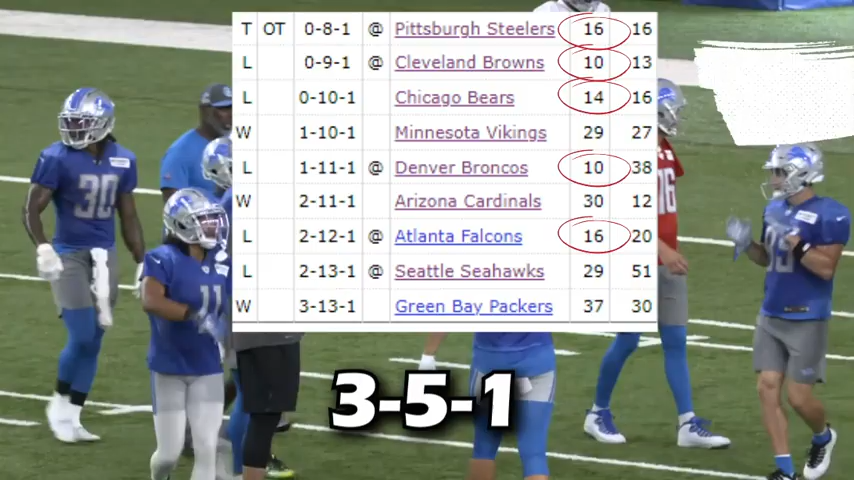 T OT 0-8-1 @ Pittsburgh Steelers 16 16
L 0-9-1 @ Cleveland Browns 10 13
L 0-10-1 Chicago Bears 14 16
W 1-10-1 Minnesota Vikings 29 27
L 1-11-1 @ Denver Broncos 10 38
W 2-11-1 Arizona Cardinals 30 12
L 2-12-1 @ Atlanta Falcons 16 20
L 2-13-1 @ Seattle Seahawks 29 51
W 3-13-1 Green Bay Packers 37 30
30
11
16
3-5-1